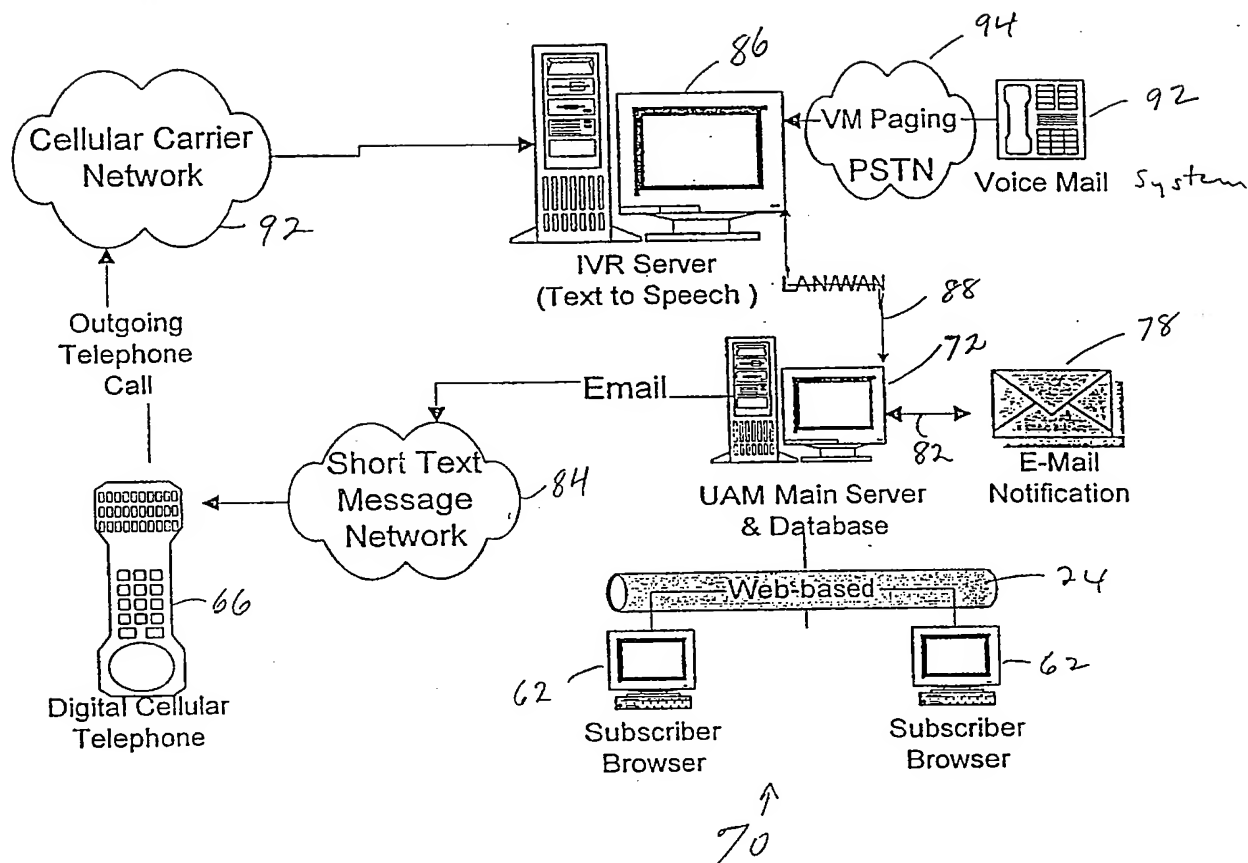 94
86
92
Cellular Carrier
Network
VM Paging
PSTN
Voice Mail System
92
IVR Server
(Text to Speech )
LAN/WAN
88
Outgoing
Telephone
Call
72
78
Email
82
E-Mail
Notification
Short Text
Message
Network
84
UAM Main Server
& Database
24
Web-based
66
62
62
Digital Cellular
Telephone
Subscriber
Browser
Subscriber
Browser
70